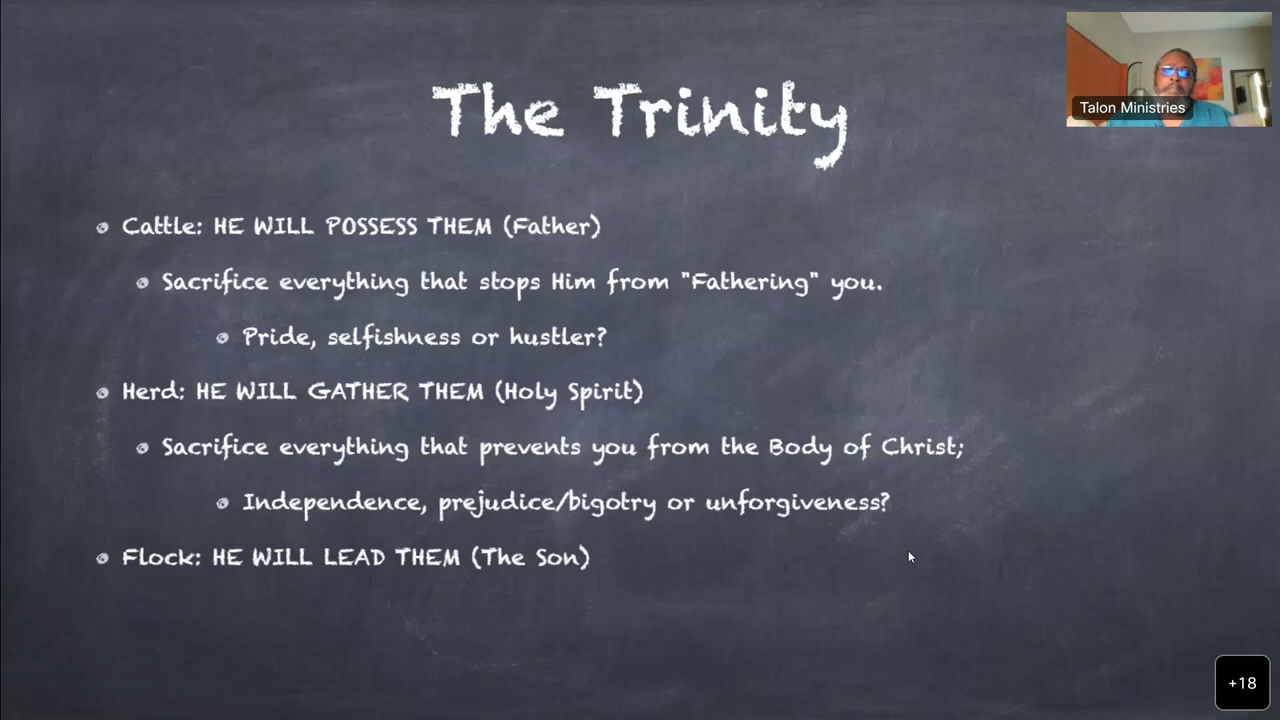 The Trinity
Talon Ministries
Cattle: HE WILL POSSESS THEM (Father)
Sacrifice everything that stops Him from "Fathering" you.
Pride, selfishness or hustler?
Herd: HE WILL GATHER THEM (Holy Spirit)
Sacrifice everything that prevents you from the Body of Christ;
Independence, prejudice/bigotry or unforgiveness?
Flock: HE WILL LEAD THEM (The Son)
+18